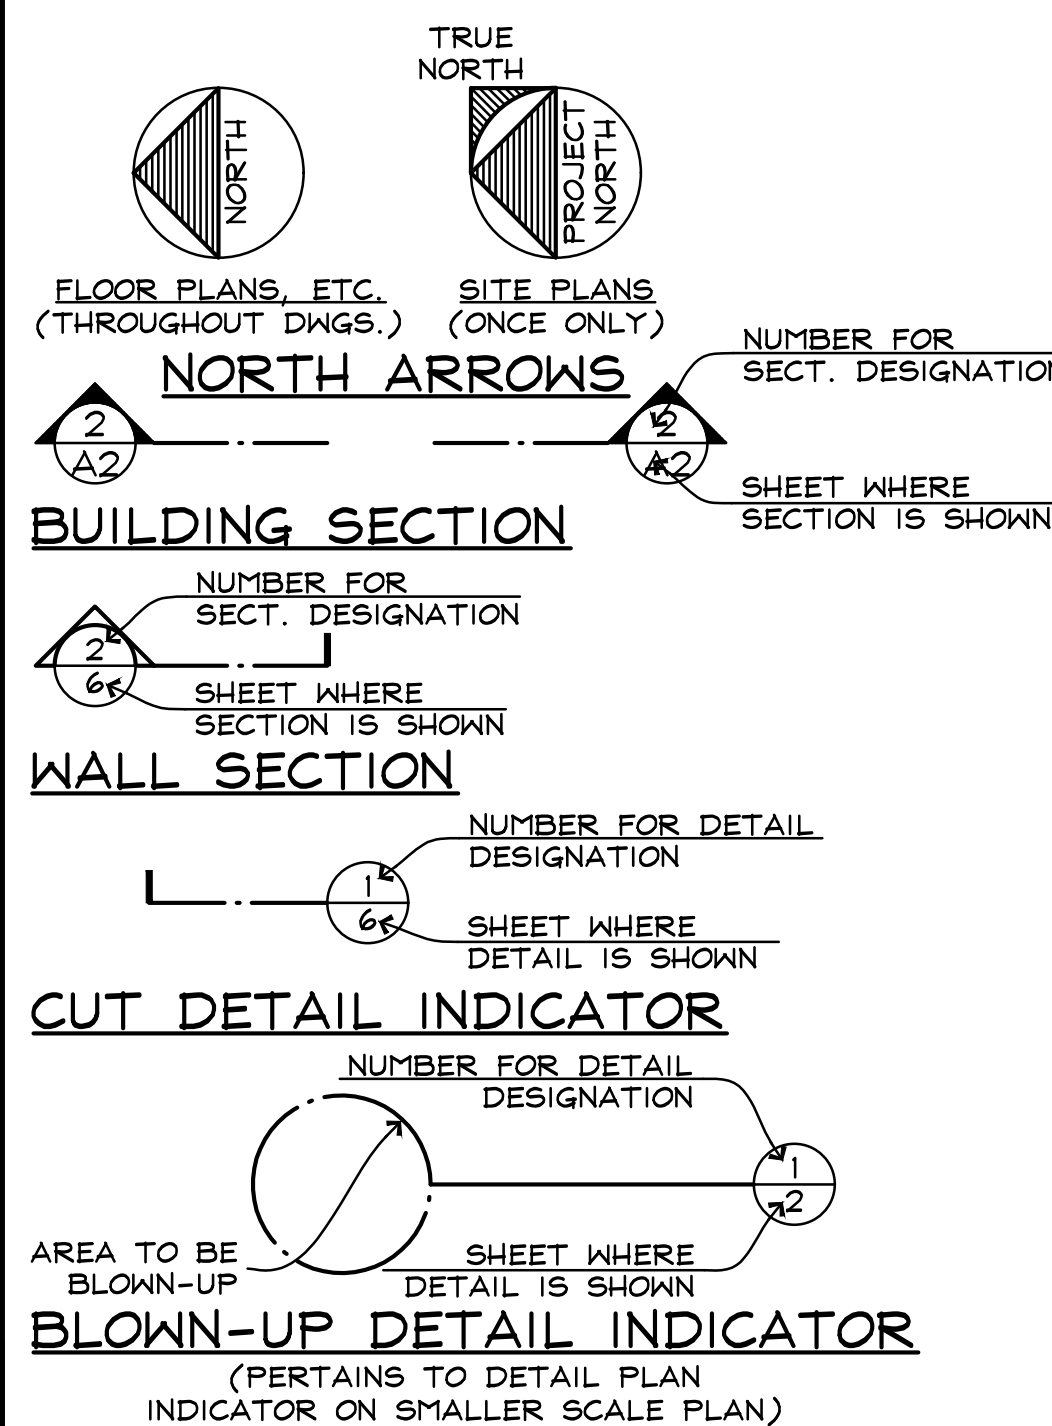 TRUE
NORTH
NORTH
PROJECT
NORTH
FLOOR PLANS, ETC.
(THROUGHOUT DWGS.)
SITE PLANS
(ONCE ONLY)
NORTH ARROWS
NUMBER FOR
SECT. DESIGNATION
2
A2
2
A2
SHEET WHERE
SECTION IS SHOWN
BUILDING SECTION
NUMBER FOR
SECT. DESIGNATION
2
6
SHEET WHERE
SECTION IS SHOWN
WALL SECTION
NUMBER FOR DETAIL
DESIGNATION
1
6
SHEET WHERE
DETAIL IS SHOWN
CUT DETAIL INDICATOR
NUMBER FOR DETAIL
DESIGNATION
1
2
AREA TO BE
BLOWN-UP
SHEET WHERE
DETAIL IS SHOWN
BLOWN-UP DETAIL INDICATOR
(PERTAINS TO DETAIL PLAN
INDICATOR ON SMALLER SCALE PLAN)